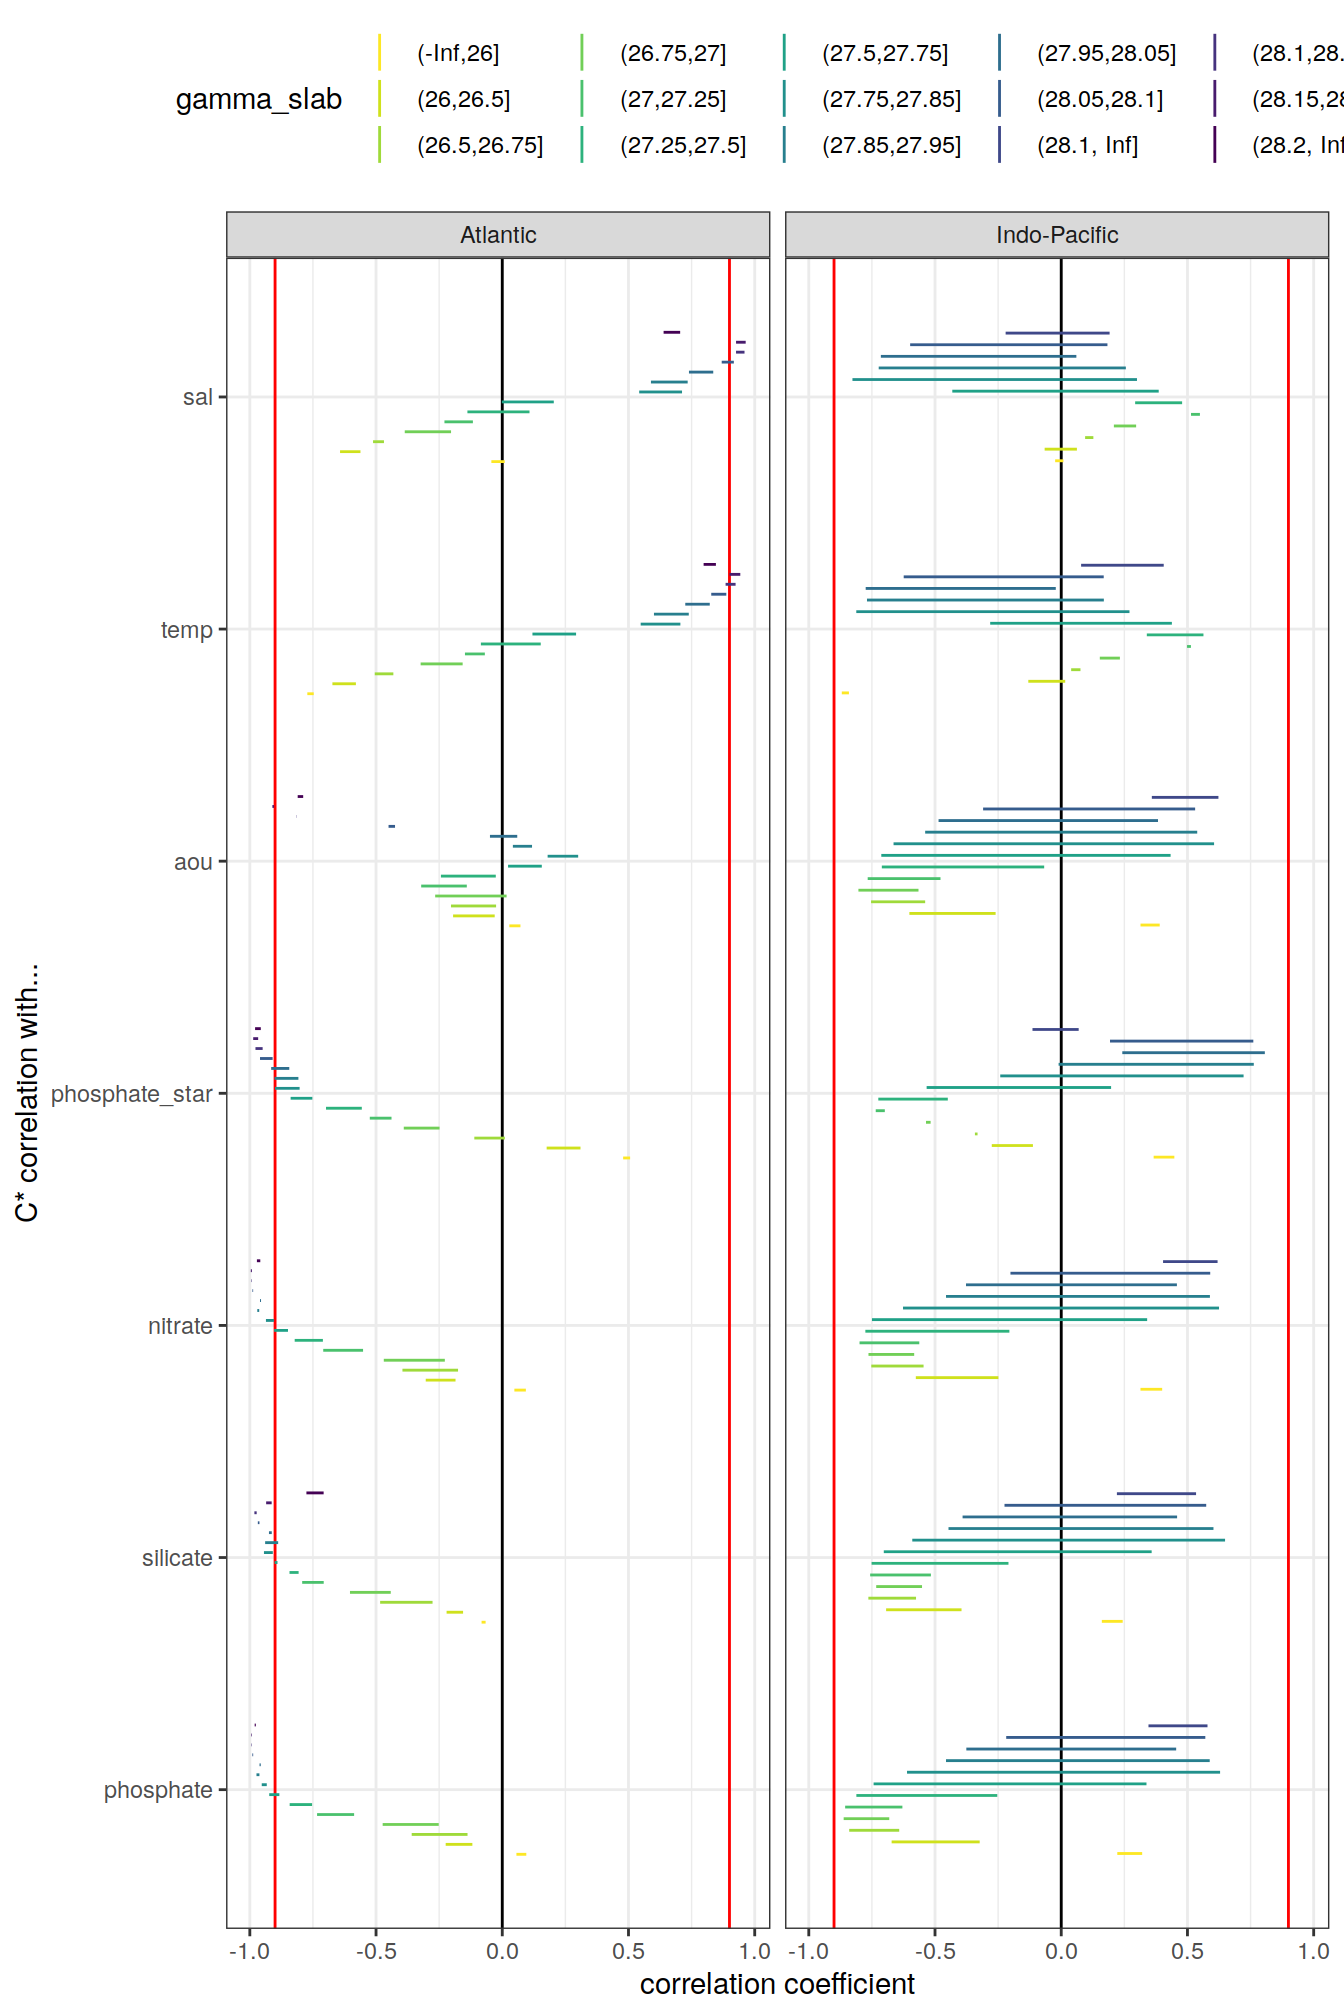 gamma_slab
(-Inf,26] (26.75,27] (27.5,27.75] (27.95,28.05] (28.1,28.
(26,26.5] (27,27.25] (27.75,27.85] (28.05,28.1] (28.15,28
(26.5,26.75] (27.25,27.5] (27.85,27.95] (28.1, Inf] (28.2, Inf
Atlantic Indo-Pacific
sal
temp
aou
phosphate_star
nitrate
silicate
phosphate
C* correlation with...
-1.0 -0.5 0.0 0.5 1.0 -1.0 -0.5 0.0 0.5 1.0
correlation coefficient